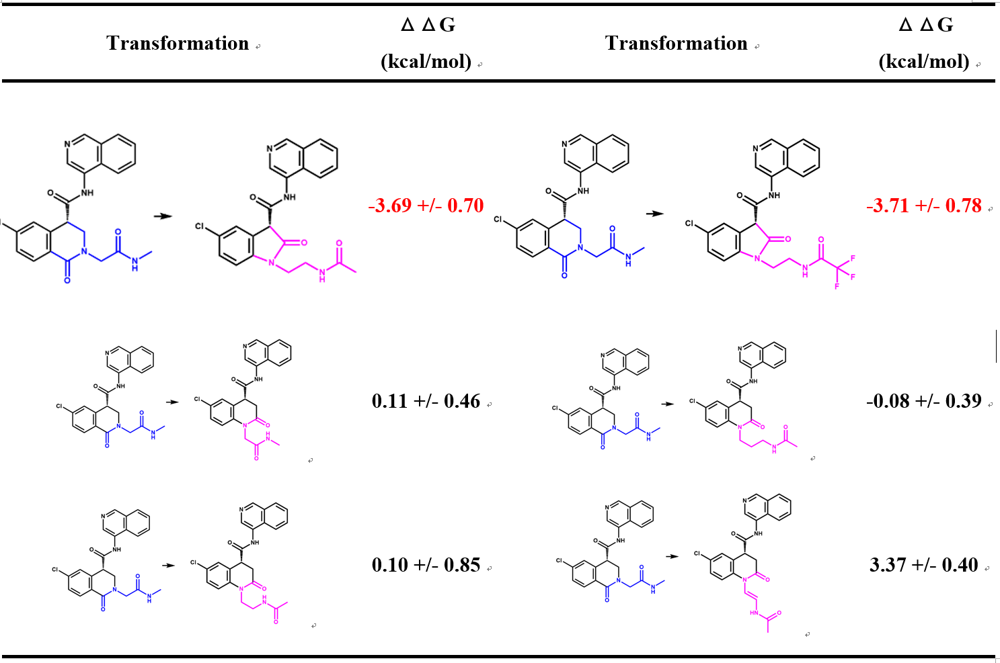 Transformation
△ △ G
(kcal/mol)
Transformation
△ △ G
(kcal/mol)
N
O
NH
N
O
O
N
H
N
O
NH
Cl
O
N
O
N
H
-3.69 +/- 0.70
N
O
NH
Cl
N
O
O
N
H
N
O
NH
Cl
O
N
O
N
H
F
F
F
-3.71 +/- 0.78
N
O
NH
Cl
N
O
O
N
H
N
O
NH
Cl
O
N
H
N
O
0.11 +/- 0.46
N
O
NH
Cl
N
O
O
N
H
N
O
NH
Cl
O
N
O
N
H
-0.08 +/- 0.39
N
O
NH
Cl
N
O
O
N
H
N
O
NH
Cl
O
N
H
N
O
0.10 +/- 0.85
N
O
NH
Cl
N
O
O
N
H
N
O
NH
Cl
O
N
HN
O
3.37 +/- 0.40